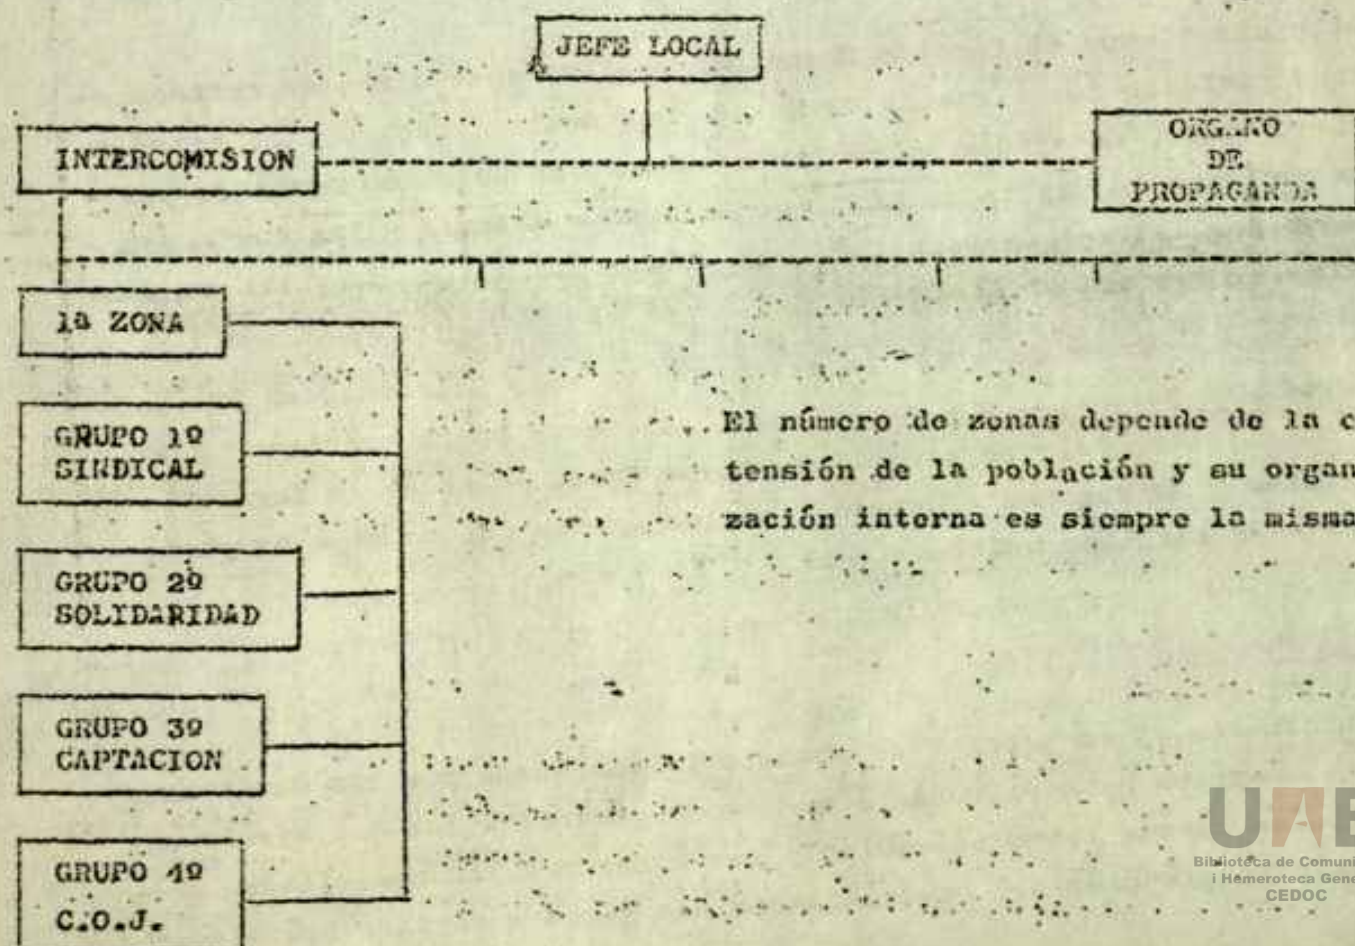 JEFE LOCAL
INTERCOMISION
ORGANO
DE
PROPAGANDA
1ª ZONA
GRUPO 1º
SINDICAL
El número de zonas depende de la
tensión de la población y su organ
zación interna es siempre la misma
GRUPO 2º
SOLIDARIDAD
GRUPO 3º
CAPTACION
GRUPO 4º
C.O.J.
UAB
Biblioteca de Comuni
i Hemeroteca Gene
CEDOC